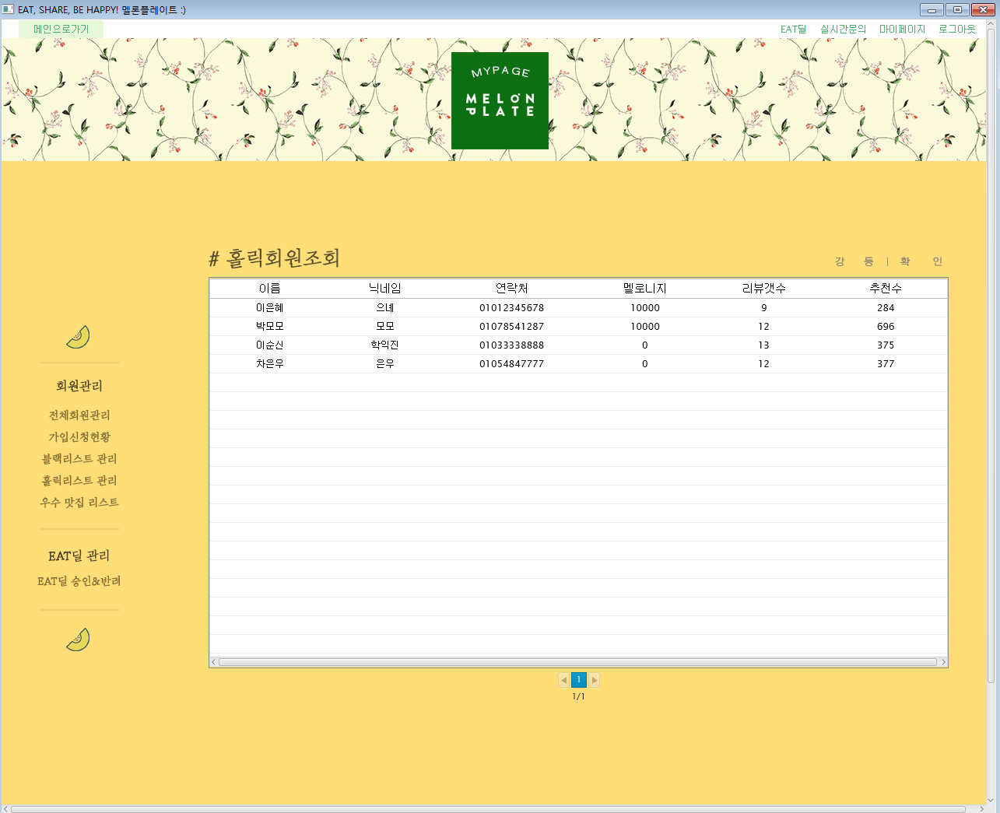 EAT, SHARE, BE HAPPY! 멜론플레이트 :)
메인으로가기 EAT딜 실시간문의 마이페이지 로그아웃
MYPAGE
MELON
PLATE
# 홀릭회원조회
강 등 | 확 인
이름 닉네임 연락처 멜로니지 리뷰갯수 추천수
이은혜 으녜 01012345678 10000 9 284
박모모 모모 01078541287 10000 12 696
이순신 학익진 01033338888 0 13 375
차은우 은우 01054847777 0 12 377
회원관리
전체회원관리
가입신청현황
블랙리스트 관리
홀릭리스트 관리
우수 맛집 리스트
EAT딜 관리
EAT딜 승인&반려
1
1/1